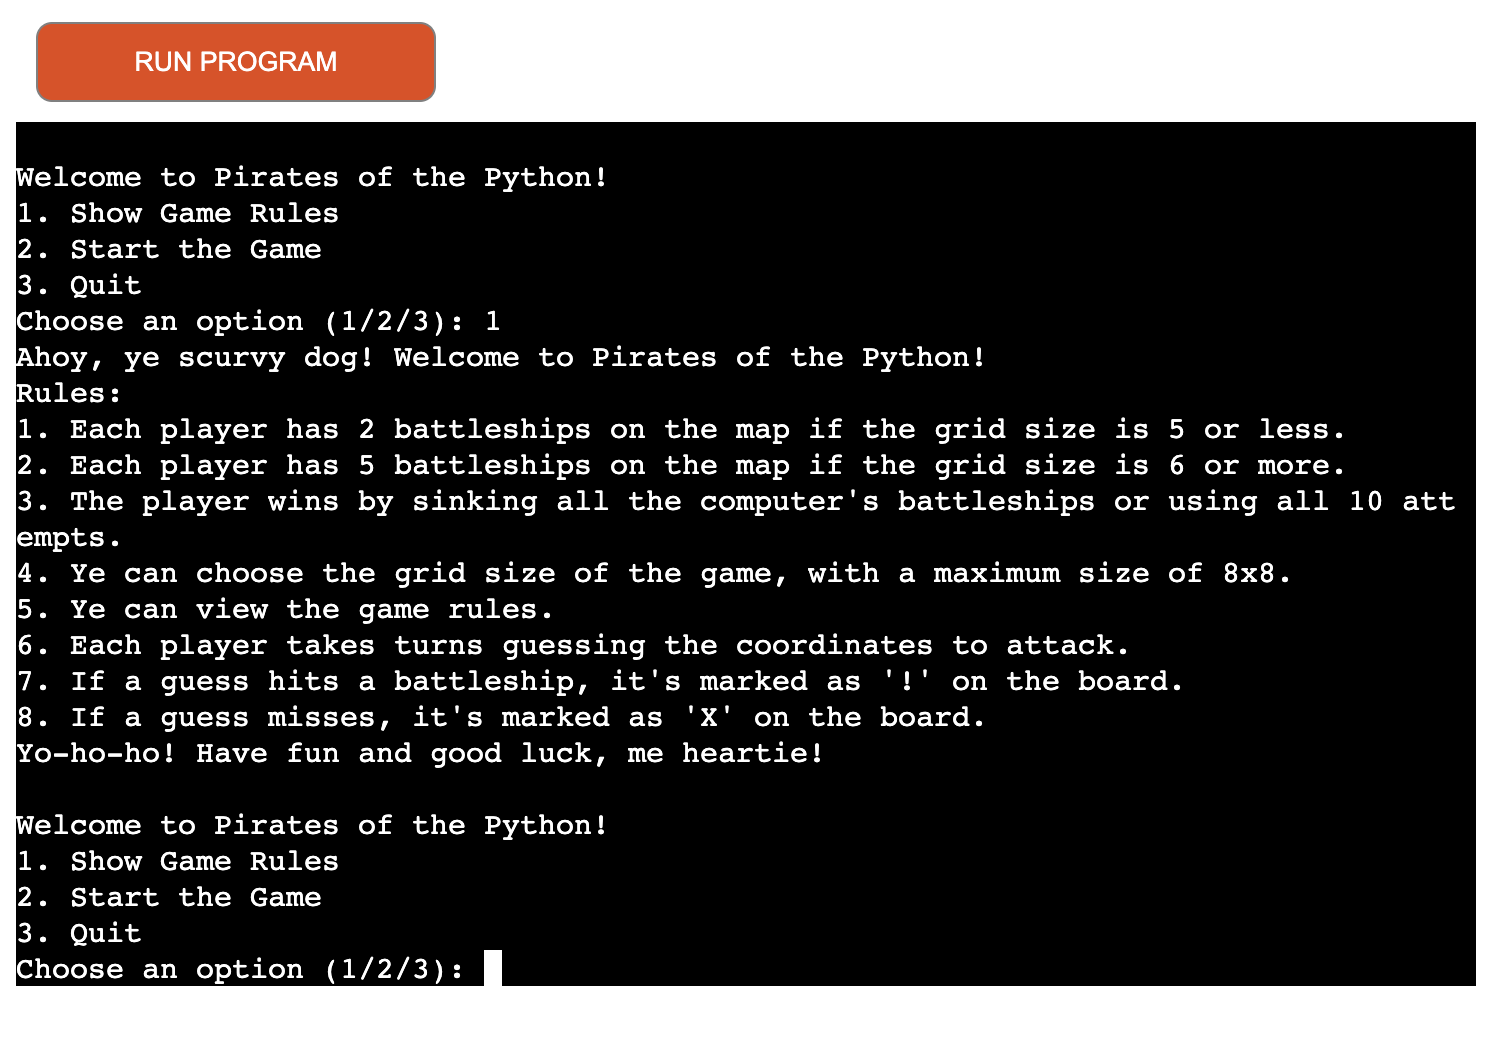 RUN PROGRAM
Welcome to Pirates of the Python!
1. Show Game Rules
2. Start the Game
3. Quit
Choose an option (1/2/3): 1
Ahoy, ye scurvy dog! Welcome to Pirates of the Python!
Rules:
1. Each player has 2 battleships on the map if the grid size is 5 or less.
2. Each player has 5 battleships on the map if the grid size is 6 or more.
3. The player wins by sinking all the computer's battleships or using all 10 att
empts.
4. Ye can choose the grid size of the game, with a maximum size of 8x8.
5. Ye can view the game rules.
6. Each player takes turns guessing the coordinates to attack.
7. If a guess hits a battleship, it's marked as '!' on the board.
8. If a guess misses, it's marked as 'X' on the board.
Yo-ho-ho! Have fun and good luck, me heartie!
Welcome to Pirates of the Python!
1. Show Game Rules
2. Start the Game
3. Quit
Choose an option (1/2/3):